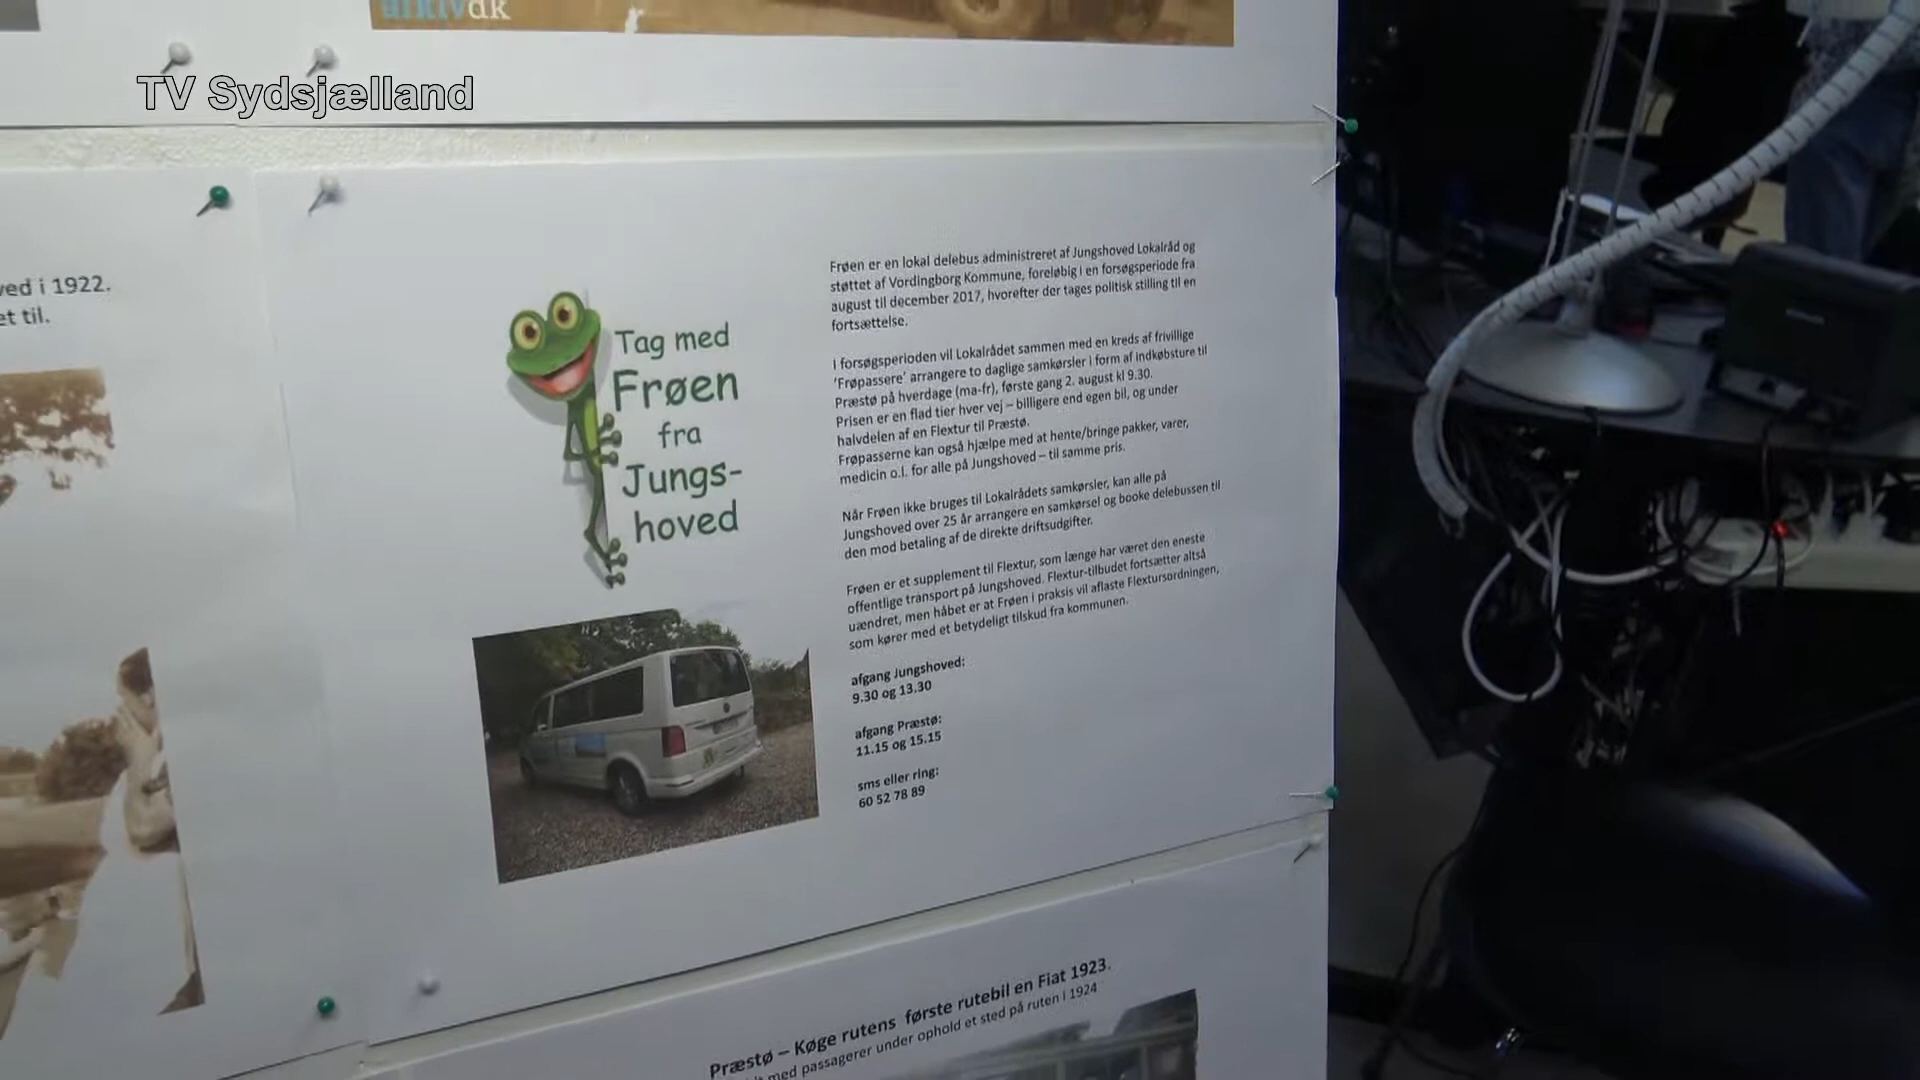 arkivdk
TV Sydsjælland
ved i 1922.
et til.
Tag med
Frøen
fra
Jungs-
hoved
Frøen er en lokal delebus administreret af Jungshoved Lokalråd og
støttet af Vordingborg Kommune, foreløbig i en forsøgsperiode fra
august til december 2017, hvorefter der tages politisk stilling til en
fortsættelse.
I forsøgsperioden vil Lokalrådet sammen med en kreds af frivillige
'Frøpassere' arrangere to daglige samkørsler i form af indkøbsture til
Præstø på hverdage (ma-fr), første gang 2. august kl 9.30.
Prisen er en flad tier hver vej – billigere end egen bil, og under
halvdelen af en Flextur til Præstø.
Frøpasserne kan også hjælpe med at hente/bringe pakker, varer,
medicin o.l. for alle på Jungshoved – til samme pris.
Når Frøen ikke bruges til Lokalrådets samkørsler, kan alle på
Jungshoved over 25 år arrangere en samkørsel og booke delebussen til
den mod betaling af de direkte driftsudgifter.
Frøen er et supplement til Flextur, som længe har været den eneste
offentlige transport på Jungshoved. Flextur-tilbudet fortsætter altså
uændret, men håbet er at Frøen i praksis vil aflaste Flextursordningen,
som kører med et betydeligt tilskud fra kommunen.
afgang Jungshoved:
9.30 og 13.30
afgang Præstø:
11.15 og 15.15
sms eller ring:
60 52 78 89
Præstø – Køge rutens første rutebil en Fiat 1923.
med passagerer under ophold et sted på ruten i 1924